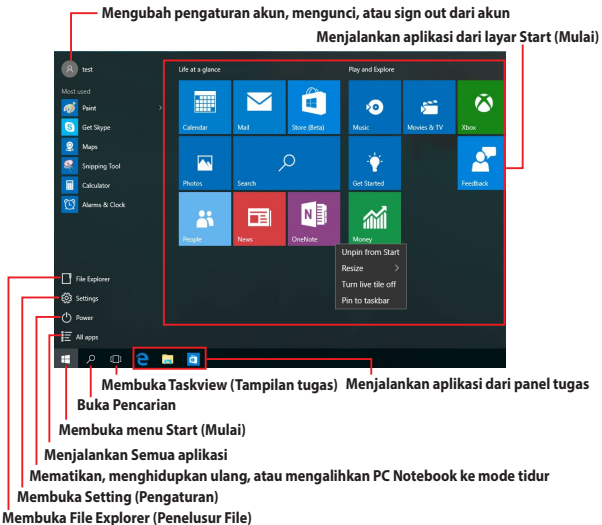 Mengubah pengaturan akun, mengunci, atau sign out dari akun
Menjalankan aplikasi dari layar Start (Mulai)
test
Most used
Paint
Get Skype
Maps
Snipping Tool
Calculator
Alarms & Clock
File Explorer
Settings
Power
All apps
Life at a glance
Play and Explore
Calendar
Mail
Store (Beta)
Music
Movies & TV
Xbox
Photos
Search
Get Started
Feedback
People
News
OneNote
Money
Unpin from Start
Resize
Turn live tile off
Pin to taskbar
Membuka Taskview (Tampilan tugas)
Menjalankan aplikasi dari panel tugas
Buka Pencarian
Membuka menu Start (Mulai)
Menjalankan Semua aplikasi
Mematikan, menghidupkan ulang, atau mengalihkan PC Notebook ke mode tidur
Membuka Setting (Pengaturan)
Membuka File Explorer (Penelusur File)